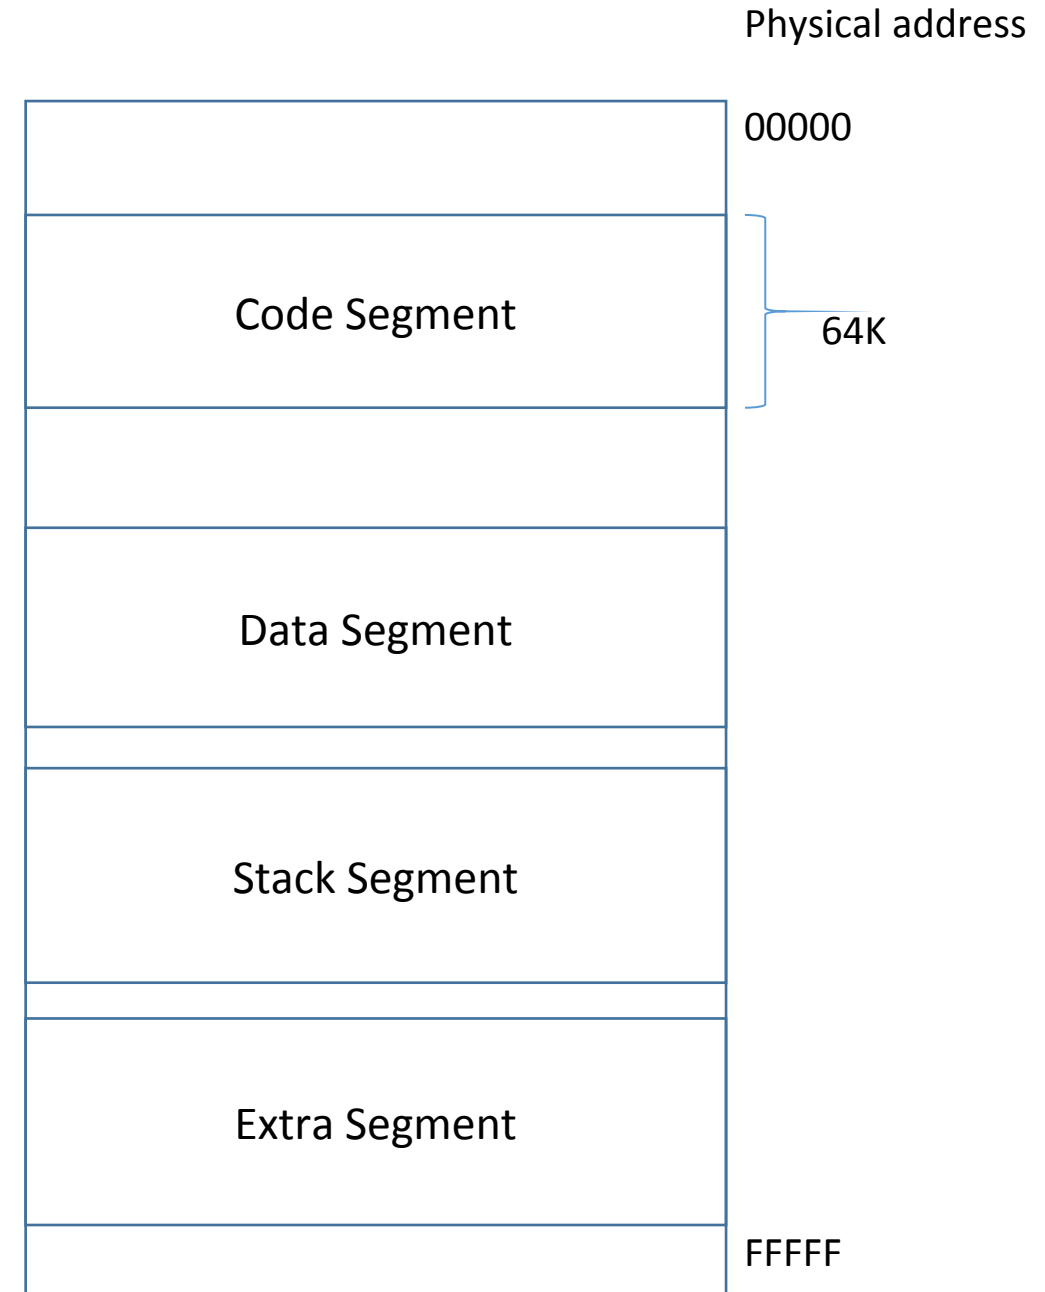 Physical address
00000
Code Segment
64K
Data Segment
Stack Segment
Extra Segment
FFFFF